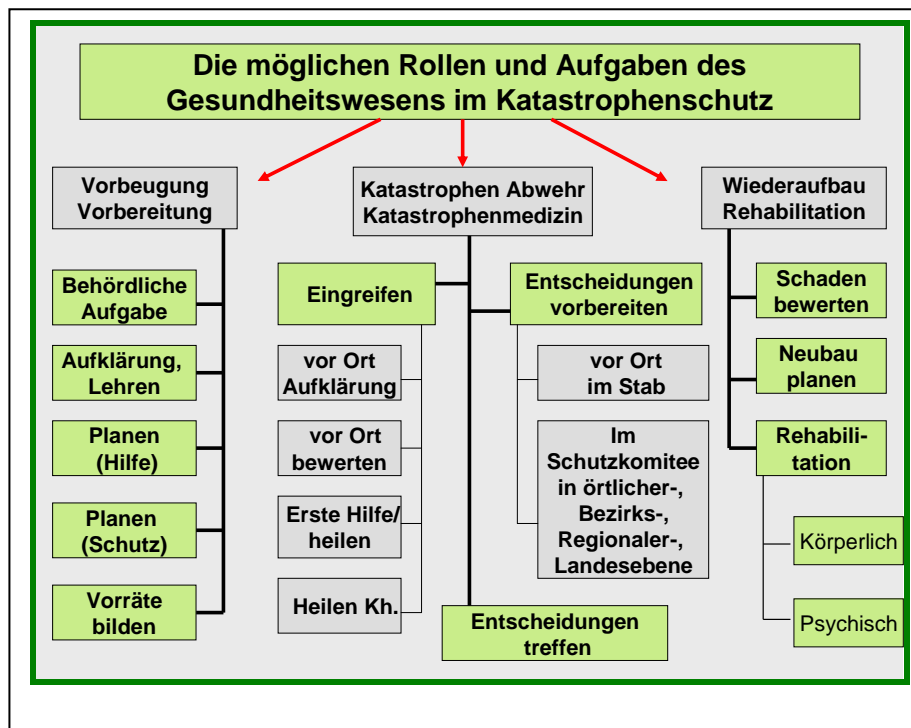 Die möglichen Rollen und Aufgaben des
Gesundheitswesens im Katastrophenschutz
Vorbeugung
Vorbereitung
Behördliche
Aufgabe
Aufklärung,
Lehren
Planen
(Hilfe)
Planen
(Schutz)
Vorräte
bilden
Katastrophen Abwehr
Katastrophenmedizin
Eingreifen
vor Ort
Aufklärung
vor Ort
bewerten
Erste Hilfe/
heilen
Heilen Kh.
Entscheidungen
vorbereiten
vor Ort
im Stab
Im
Schutzkomitee
in örtlicher-,
Bezirks-,
Regionaler-,
Landesebene
Entscheidungen
treffen
Wiederaufbau
Rehabilitation
Schaden
bewerten
Neubau
planen
Rehabili-
tation
Körperlich
Psychisch